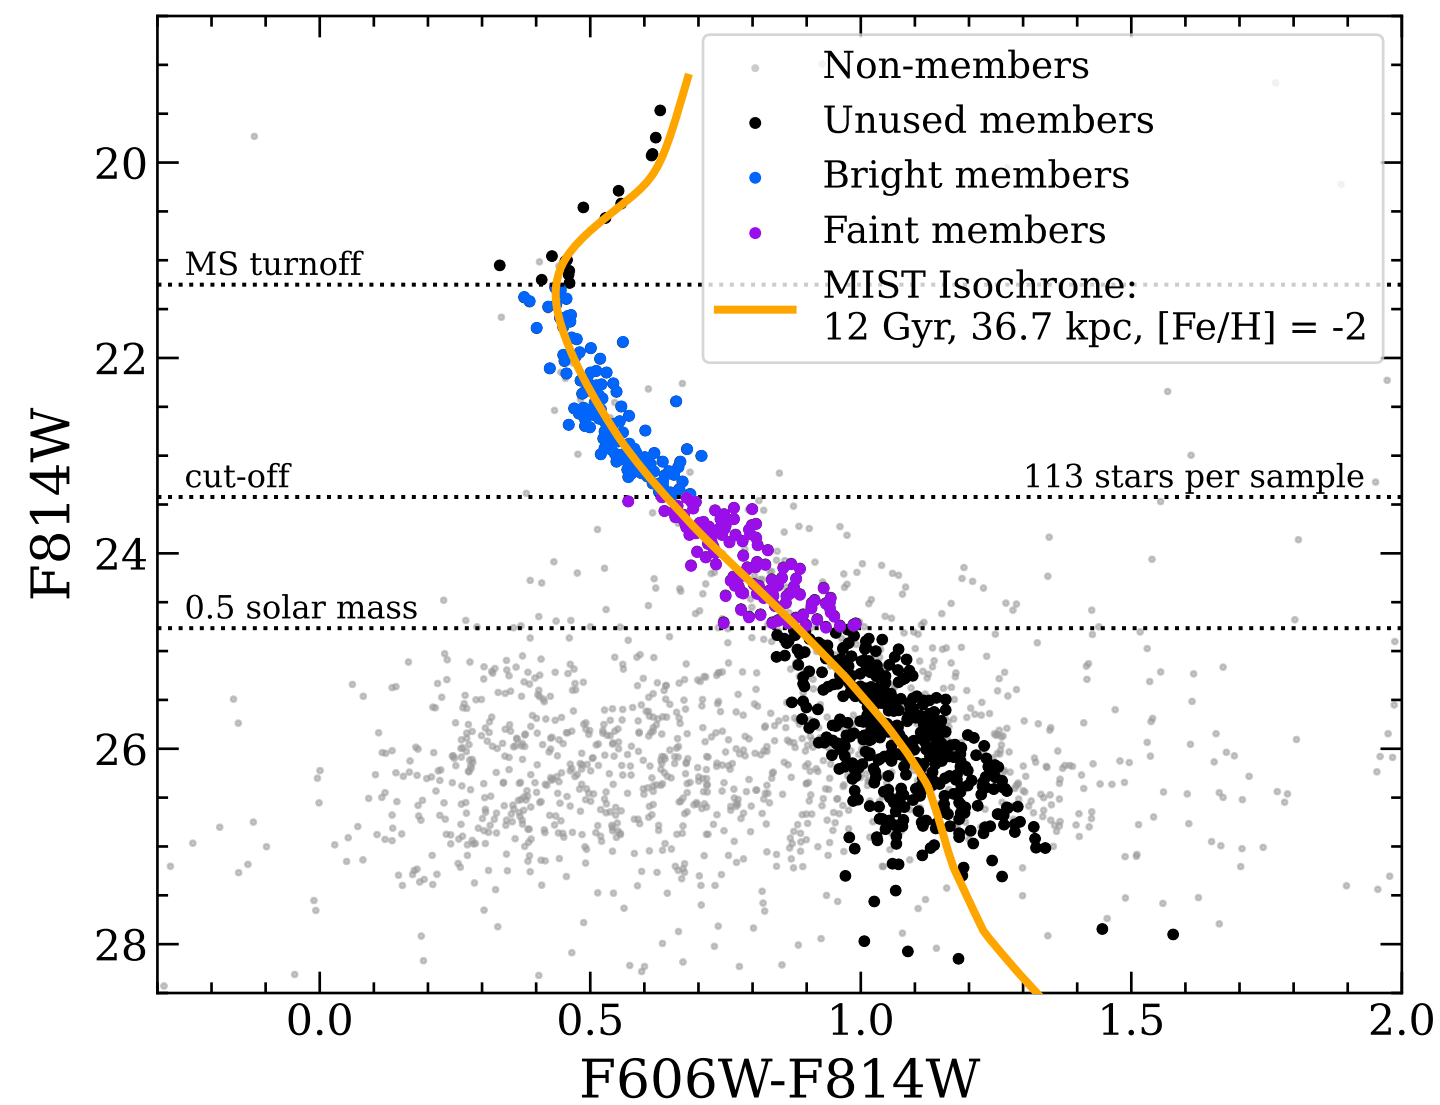 Non-members
Unused members
Bright members
Faint members
MIST Isochrone:
12 Gyr, 36.7 kpc, [Fe/H] = -2
MS turnoff
cut-off
113 stars per sample
0.5 solar mass
F814W
20
22
24
26
28
0.0
0.5
1.0
1.5
2.0
F606W-F814W